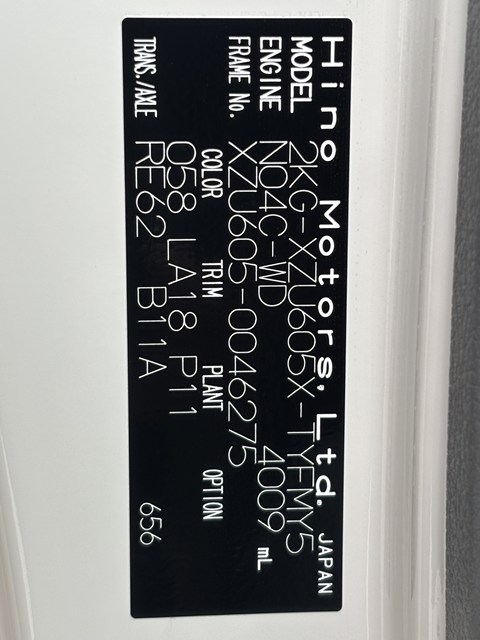 Hino Motors, Ltd. JAPAN
MODEL 2KG-XZU605X-TYFMY5
ENGINE N04C-WD 4009 mL
FRAME No. XZU605-0046275
COLOR TRIM PLANT OPTION
058 LA18 P11
TRANS./AXLE RE62 B11A 656